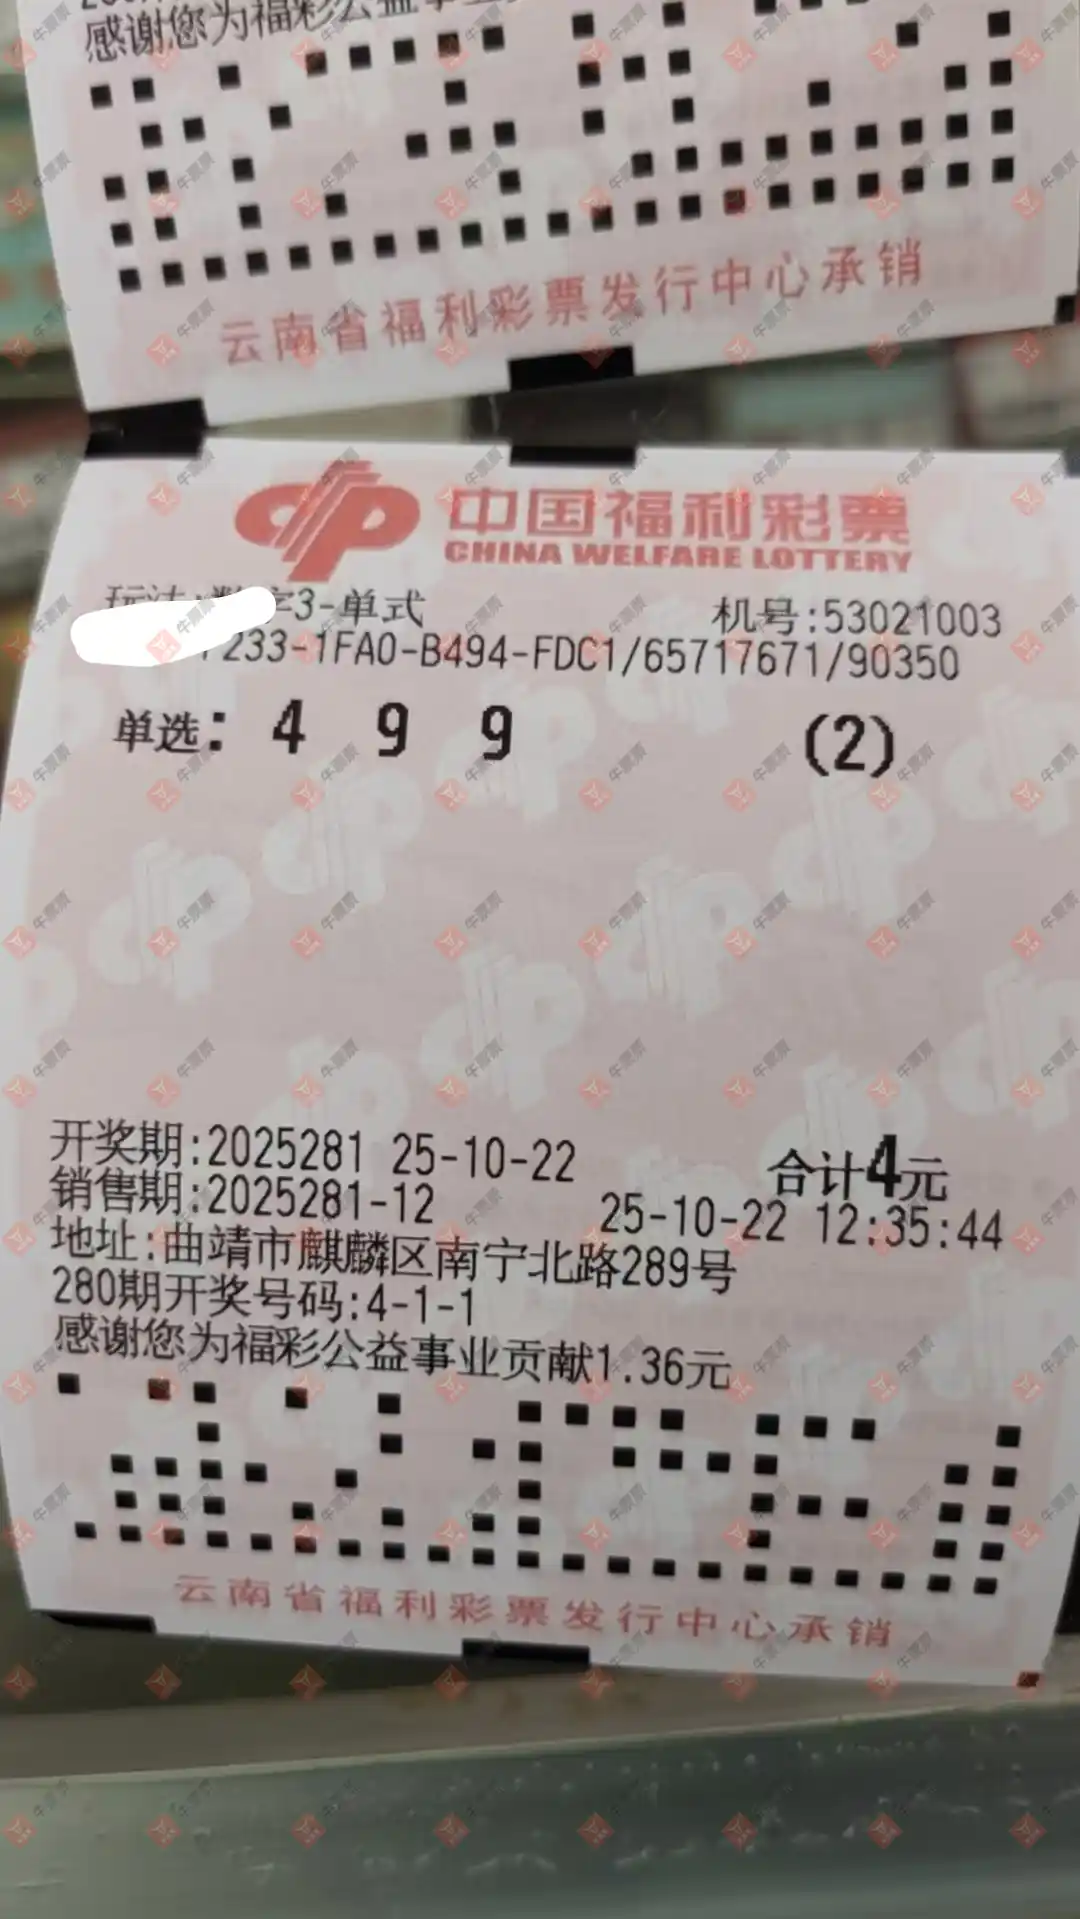 感谢您为福彩公益事业
云南省福利彩票发行中心承销
中国福利彩票
CHINA WELFARE LOTTERY
字3-单式
机号:53021003
233-1FA0-B494-FDC1/65717671/90350
单选: 4 9 9 (2)
开奖期:2025281 25-10-22 合计4元
销售期:2025281-12 25-10-22 12:35:44
地址:曲靖市麒麟区南宁北路289号
280期开奖号码:4-1-1
感谢您为福彩公益事业贡献1.36元
云南省福利彩票发行中心承销
牛票票